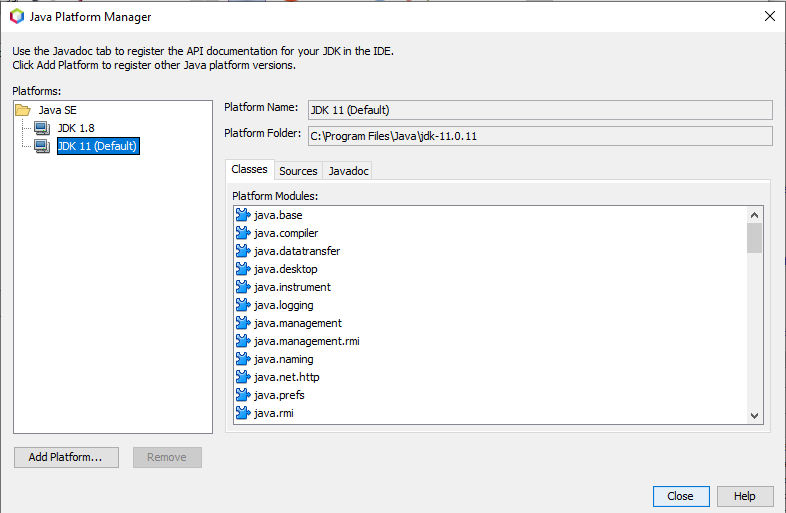 Java Platform Manager
Use the Javadoc tab to register the API documentation for your JDK in the IDE.
Click Add Platform to register other Java platform versions.
Platforms:
Java SE
JDK 1.8
JDK 11 (Default)
Platform Name: JDK 11 (Default)
Platform Folder: C:\Program Files\Java\jdk-11.0.11
Classes Sources Javadoc
Platform Modules:
java.base
java.compiler
java.datatransfer
java.desktop
java.instrument
java.logging
java.management
java.management.rmi
java.naming
java.net.http
java.prefs
java.rmi
Add Platform... Remove
Close Help